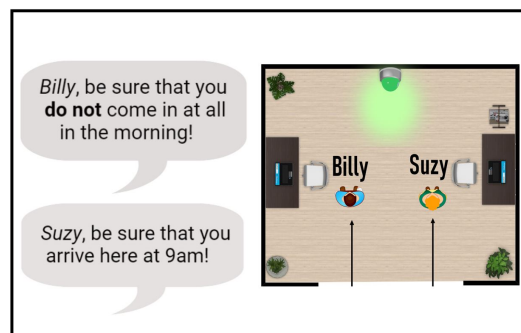 Billy, be sure that you
do not come in at all
in the morning!
Suzy, be sure that you
arrive here at 9am!
Billy
Suzy